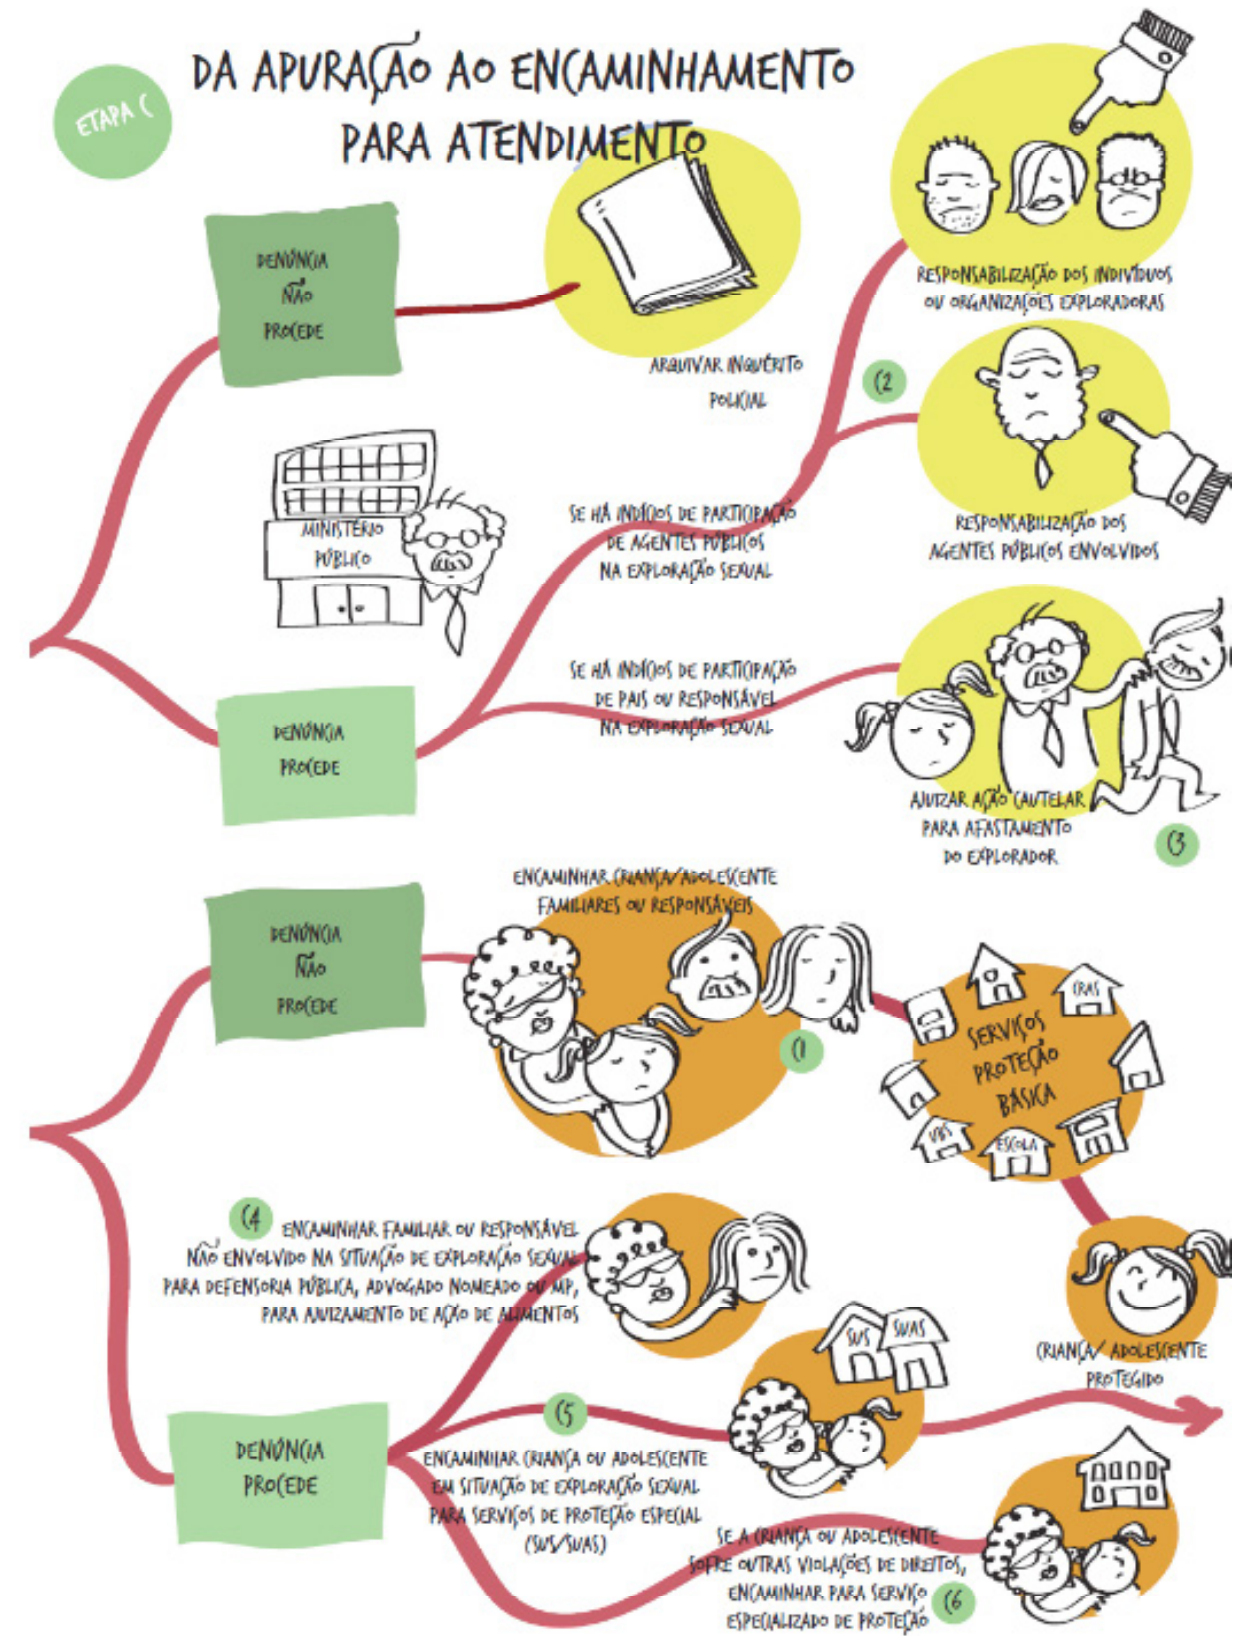 ETAPA C
DA APURAÇÃO AO ENCAMINHAMENTO
PARA ATENDIMENTO
DENÚNCIA
NÃO
PROCEDE
ARQUIVAR INQUÉRITO
POLICIAL
RESPONSABILIZAÇÃO DOS INDIVÍDUOS
OU ORGANIZAÇÕES EXPLORADORAS
C2
MINISTÉRIO
PÚBLICO
SE HÁ INDÍCIOS DE PARTICIPAÇÃO
DE AGENTES PÚBLICOS
NA EXPLORAÇÃO SEXUAL
RESPONSABILIZAÇÃO DOS
AGENTES PÚBLICOS ENVOLVIDOS
SE HÁ INDÍCIOS DE PARTICIPAÇÃO
DE PAIS OU RESPONSÁVEL
NA EXPLORAÇÃO SEXUAL
DENÚNCIA
PROCEDE
AJUIZAR AÇÃO CAUTELAR
PARA AFASTAMENTO
DO EXPLORADOR
C3
ENCAMINHAR CRIANÇA/ADOLESCENTE
FAMILIARES OU RESPONSÁVEIS
DENÚNCIA
NÃO
PROCEDE
C1
CRAS
SERVIÇOS
PROTEÇÃO
BÁSICA
UBS
ESCOLA
C4
ENCAMINHAR FAMILIAR OU RESPONSÁVEL
NÃO ENVOLVIDO NA SITUAÇÃO DE EXPLORAÇÃO SEXUAL
PARA DEFENSORIA PÚBLICA, ADVOGADO NOMEADO OU MP,
PARA AJUIZAMENTO DE AÇÃO DE ALIMENTOS
SUS
SUAS
CRIANÇA/ ADOLESCENTE
PROTEGIDO
C5
DENÚNCIA
PROCEDE
ENCAMINHAR CRIANÇA OU ADOLESCENTE
EM SITUAÇÃO DE EXPLORAÇÃO SEXUAL
PARA SERVIÇOS DE PROTEÇÃO ESPECIAL
(SUS/SUAS)
SE A CRIANÇA OU ADOLESCENTE
SOFRE OUTRAS VIOLAÇÕES DE DIREITOS,
ENCAMINHAR PARA SERVIÇO
ESPECIALIZADO DE PROTEÇÃO
C6